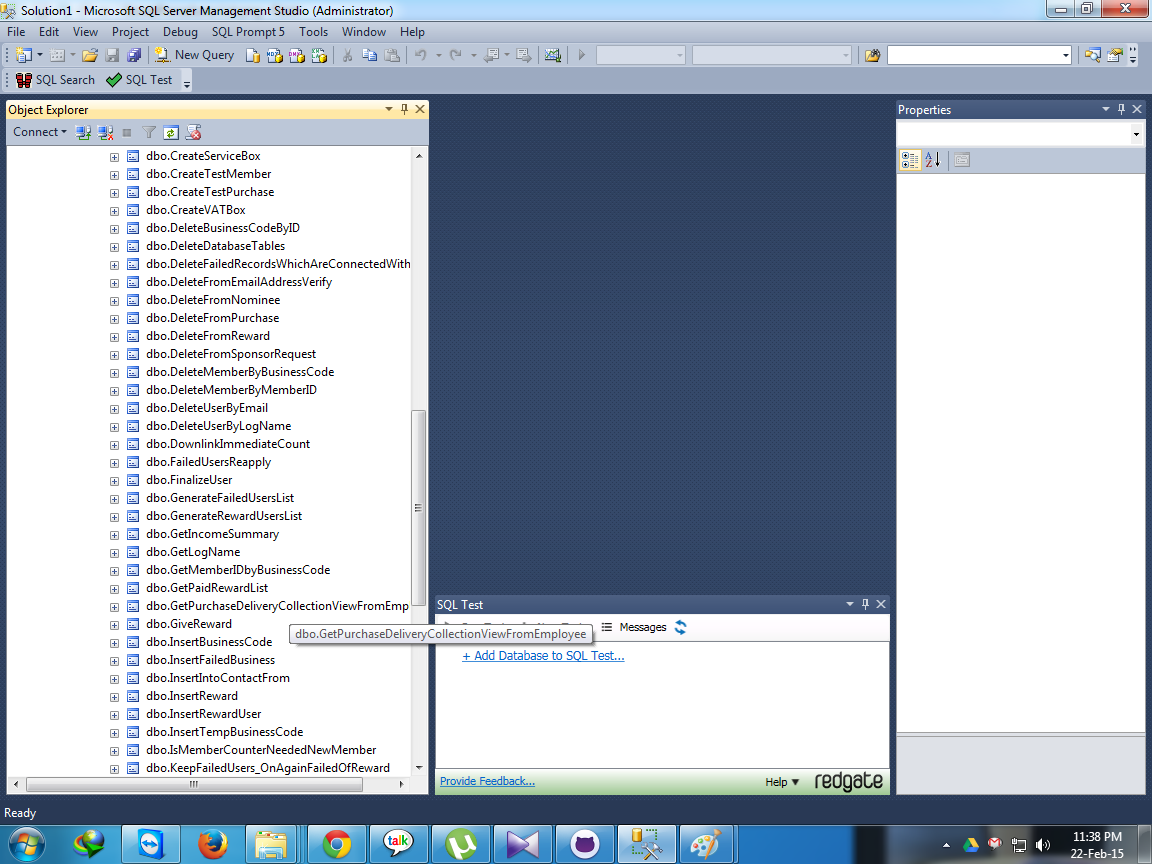 Solution1 - Microsoft SQL Server Management Studio (Administrator)
File Edit View Project Debug SQL Prompt 5 Tools Window Help
New Query
SQL Search SQL Test
Object Explorer
Connect
dbo.CreateServiceBox
dbo.CreateTestMember
dbo.CreateTestPurchase
dbo.CreateVATBox
dbo.DeleteBusinessCodeByID
dbo.DeleteDatabaseTables
dbo.DeleteFailedRecordsWhichAreConnectedWith
dbo.DeleteFromEmailAddressVerify
dbo.DeleteFromNominee
dbo.DeleteFromPurchase
dbo.DeleteFromReward
dbo.DeleteFromSponsorRequest
dbo.DeleteMemberByBusinessCode
dbo.DeleteMemberByMemberID
dbo.DeleteUserByEmail
dbo.DeleteUserByLogName
dbo.DownlinkImmediateCount
dbo.FailedUsersReapply
dbo.FinalizeUser
dbo.GenerateFailedUsersList
dbo.GenerateRewardUsersList
dbo.GetIncomeSummary
dbo.GetLogName
dbo.GetMemberIDbyBusinessCode
dbo.GetPaidRewardList
dbo.GetPurchaseDeliveryCollectionViewFromEmp
dbo.GiveReward
dbo.GetPurchaseDeliveryCollectionViewFromEmployee
dbo.InsertBusinessCode
dbo.InsertFailedBusiness
dbo.InsertIntoContactFrom
dbo.InsertReward
dbo.InsertRewardUser
dbo.InsertTempBusinessCode
dbo.IsMemberCounterNeededNewMember
dbo.KeepFailedUsers_OnAgainFailedOfReward
SQL Test
Messages
+ Add Database to SQL Test...
Provide Feedback...
Help
redgate
Properties
Ready
talk
11:38 PM
22-Feb-15